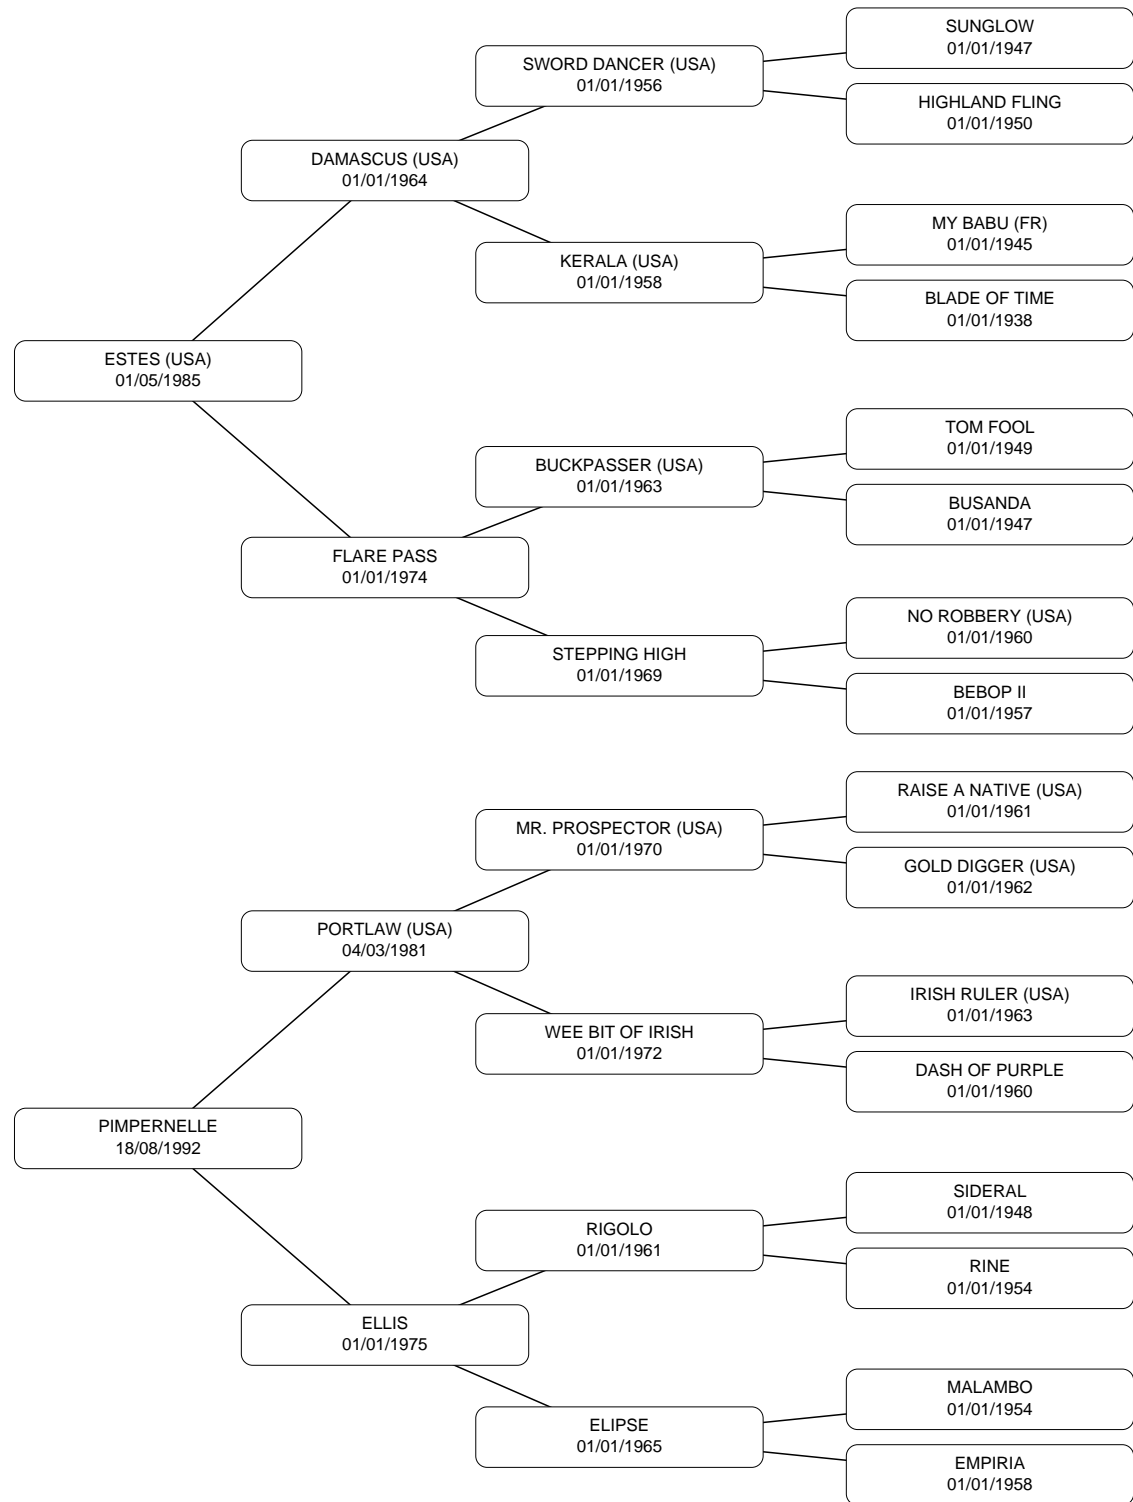 SUNGLOW
01/01/1947
SWORD DANCER (USA)
01/01/1956
HIGHLAND FLING
01/01/1950
DAMASCUS (USA)
01/01/1964
MY BABU (FR)
01/01/1945
KERALA (USA)
01/01/1958
BLADE OF TIME
01/01/1938
ESTES (USA)
01/05/1985
TOM FOOL
01/01/1949
BUCKPASSER (USA)
01/01/1963
BUSANDA
01/01/1947
FLARE PASS
01/01/1974
NO ROBBERY (USA)
01/01/1960
STEPPING HIGH
01/01/1969
BEBOP II
01/01/1957
RAISE A NATIVE (USA)
01/01/1961
MR. PROSPECTOR (USA)
01/01/1970
GOLD DIGGER (USA)
01/01/1962
PORTLAW (USA)
04/03/1981
IRISH RULER (USA)
01/01/1963
WEE BIT OF IRISH
01/01/1972
DASH OF PURPLE
01/01/1960
PIMPERNELLE
18/08/1992
SIDERAL
01/01/1948
RIGOLO
01/01/1961
RINE
01/01/1954
ELLIS
01/01/1975
MALAMBO
01/01/1954
ELIPSE
01/01/1965
EMPIRIA
01/01/1958